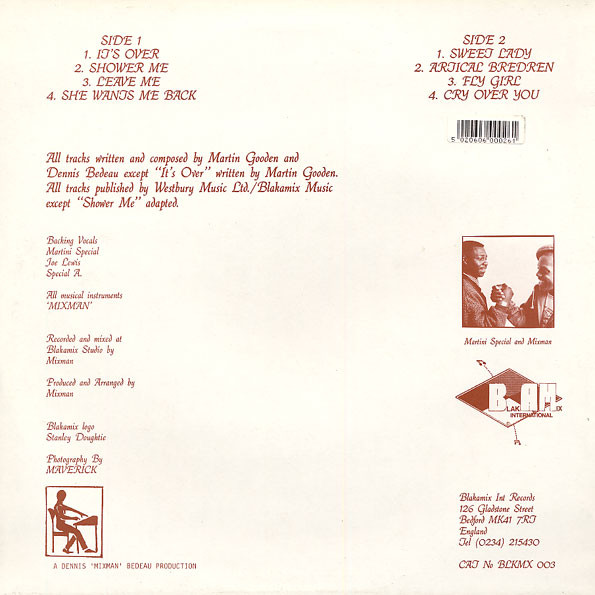 SIDE 1
1. IT'S OVER
2. SHOWER ME
3. LEAVE ME
4. SHE WANTS ME BACK
SIDE 2
1. SWEET LADY
2. ARTICAL BREDREN
3. FLY GIRL
4. CRY OVER YOU
5 020606 000261
All tracks written and composed by Martin Gooden and
Dennis Bedeau except "It's Over" written by Martin Gooden.
All tracks published by Westbury Music Ltd./Blakamix Music
except "Shower Me" adapted.
Backing Vocals
Martini Special
Joe Lewis
Special A.
All musical instruments
'MIXMAN'
Recorded and mixed at
Blakamix Studio by
Mixman
Produced and Arranged by
Mixman
Blakamix logo
Stanley Doughtie
Photography By
MAVERICK
A DENNIS 'MIXMAN' BEDEAU PRODUCTION
Martini Special and Mixman
BLAKAMIX
INTERNATIONAL
Blakamix Int Records
126 Gladstone Street
Bedford MK41 7RT
England
Tel (0234) 215430
CAT No BLKMX 003